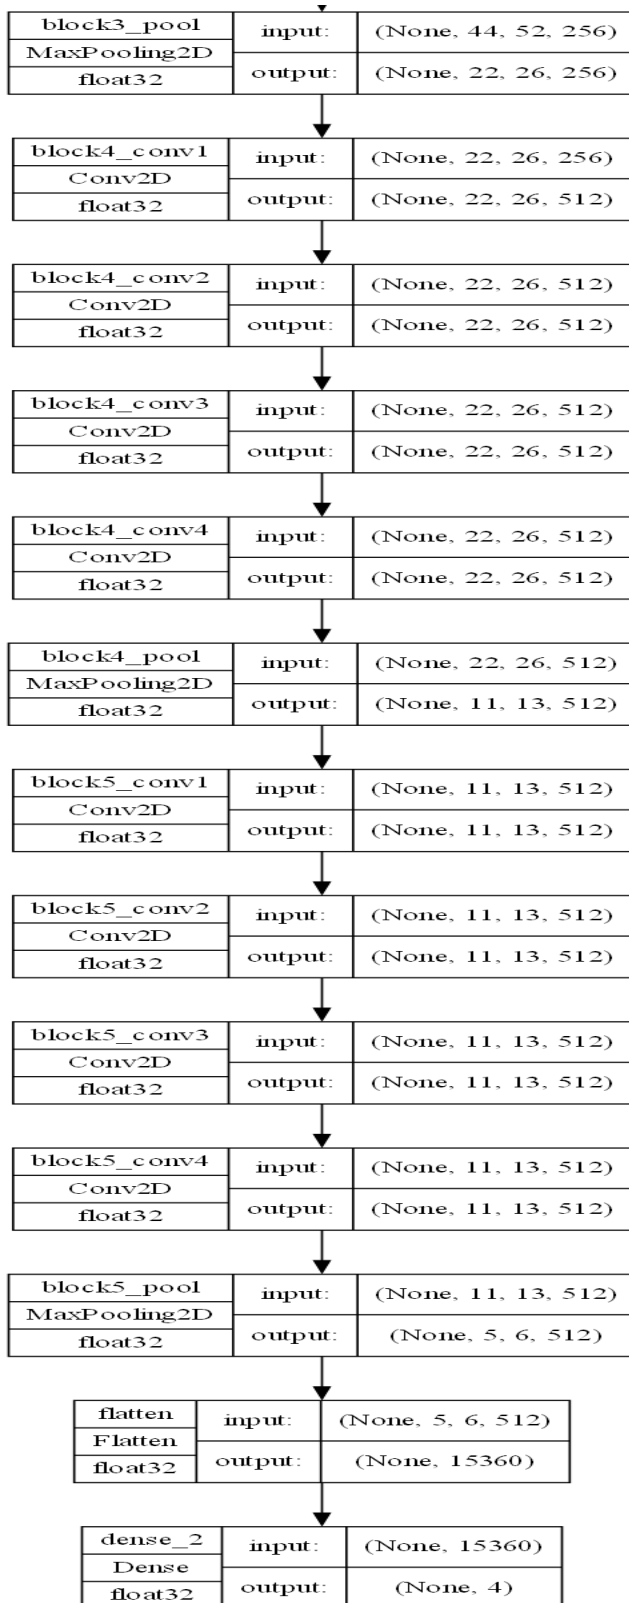 block3_pool
MaxPooling2D
float32
input: (None, 44, 52, 256)
output: (None, 22, 26, 256)
block4_conv1
Conv2D
float32
input: (None, 22, 26, 256)
output: (None, 22, 26, 512)
block4_conv2
Conv2D
float32
input: (None, 22, 26, 512)
output: (None, 22, 26, 512)
block4_conv3
Conv2D
float32
input: (None, 22, 26, 512)
output: (None, 22, 26, 512)
block4_conv4
Conv2D
float32
input: (None, 22, 26, 512)
output: (None, 22, 26, 512)
block4_pool
MaxPooling2D
float32
input: (None, 22, 26, 512)
output: (None, 11, 13, 512)
block5_conv1
Conv2D
float32
input: (None, 11, 13, 512)
output: (None, 11, 13, 512)
block5_conv2
Conv2D
float32
input: (None, 11, 13, 512)
output: (None, 11, 13, 512)
block5_conv3
Conv2D
float32
input: (None, 11, 13, 512)
output: (None, 11, 13, 512)
block5_conv4
Conv2D
float32
input: (None, 11, 13, 512)
output: (None, 11, 13, 512)
block5_pool
MaxPooling2D
float32
input: (None, 11, 13, 512)
output: (None, 5, 6, 512)
flatten
Flatten
float32
input: (None, 5, 6, 512)
output: (None, 15360)
dense_2
Dense
float32
input: (None, 15360)
output: (None, 4)